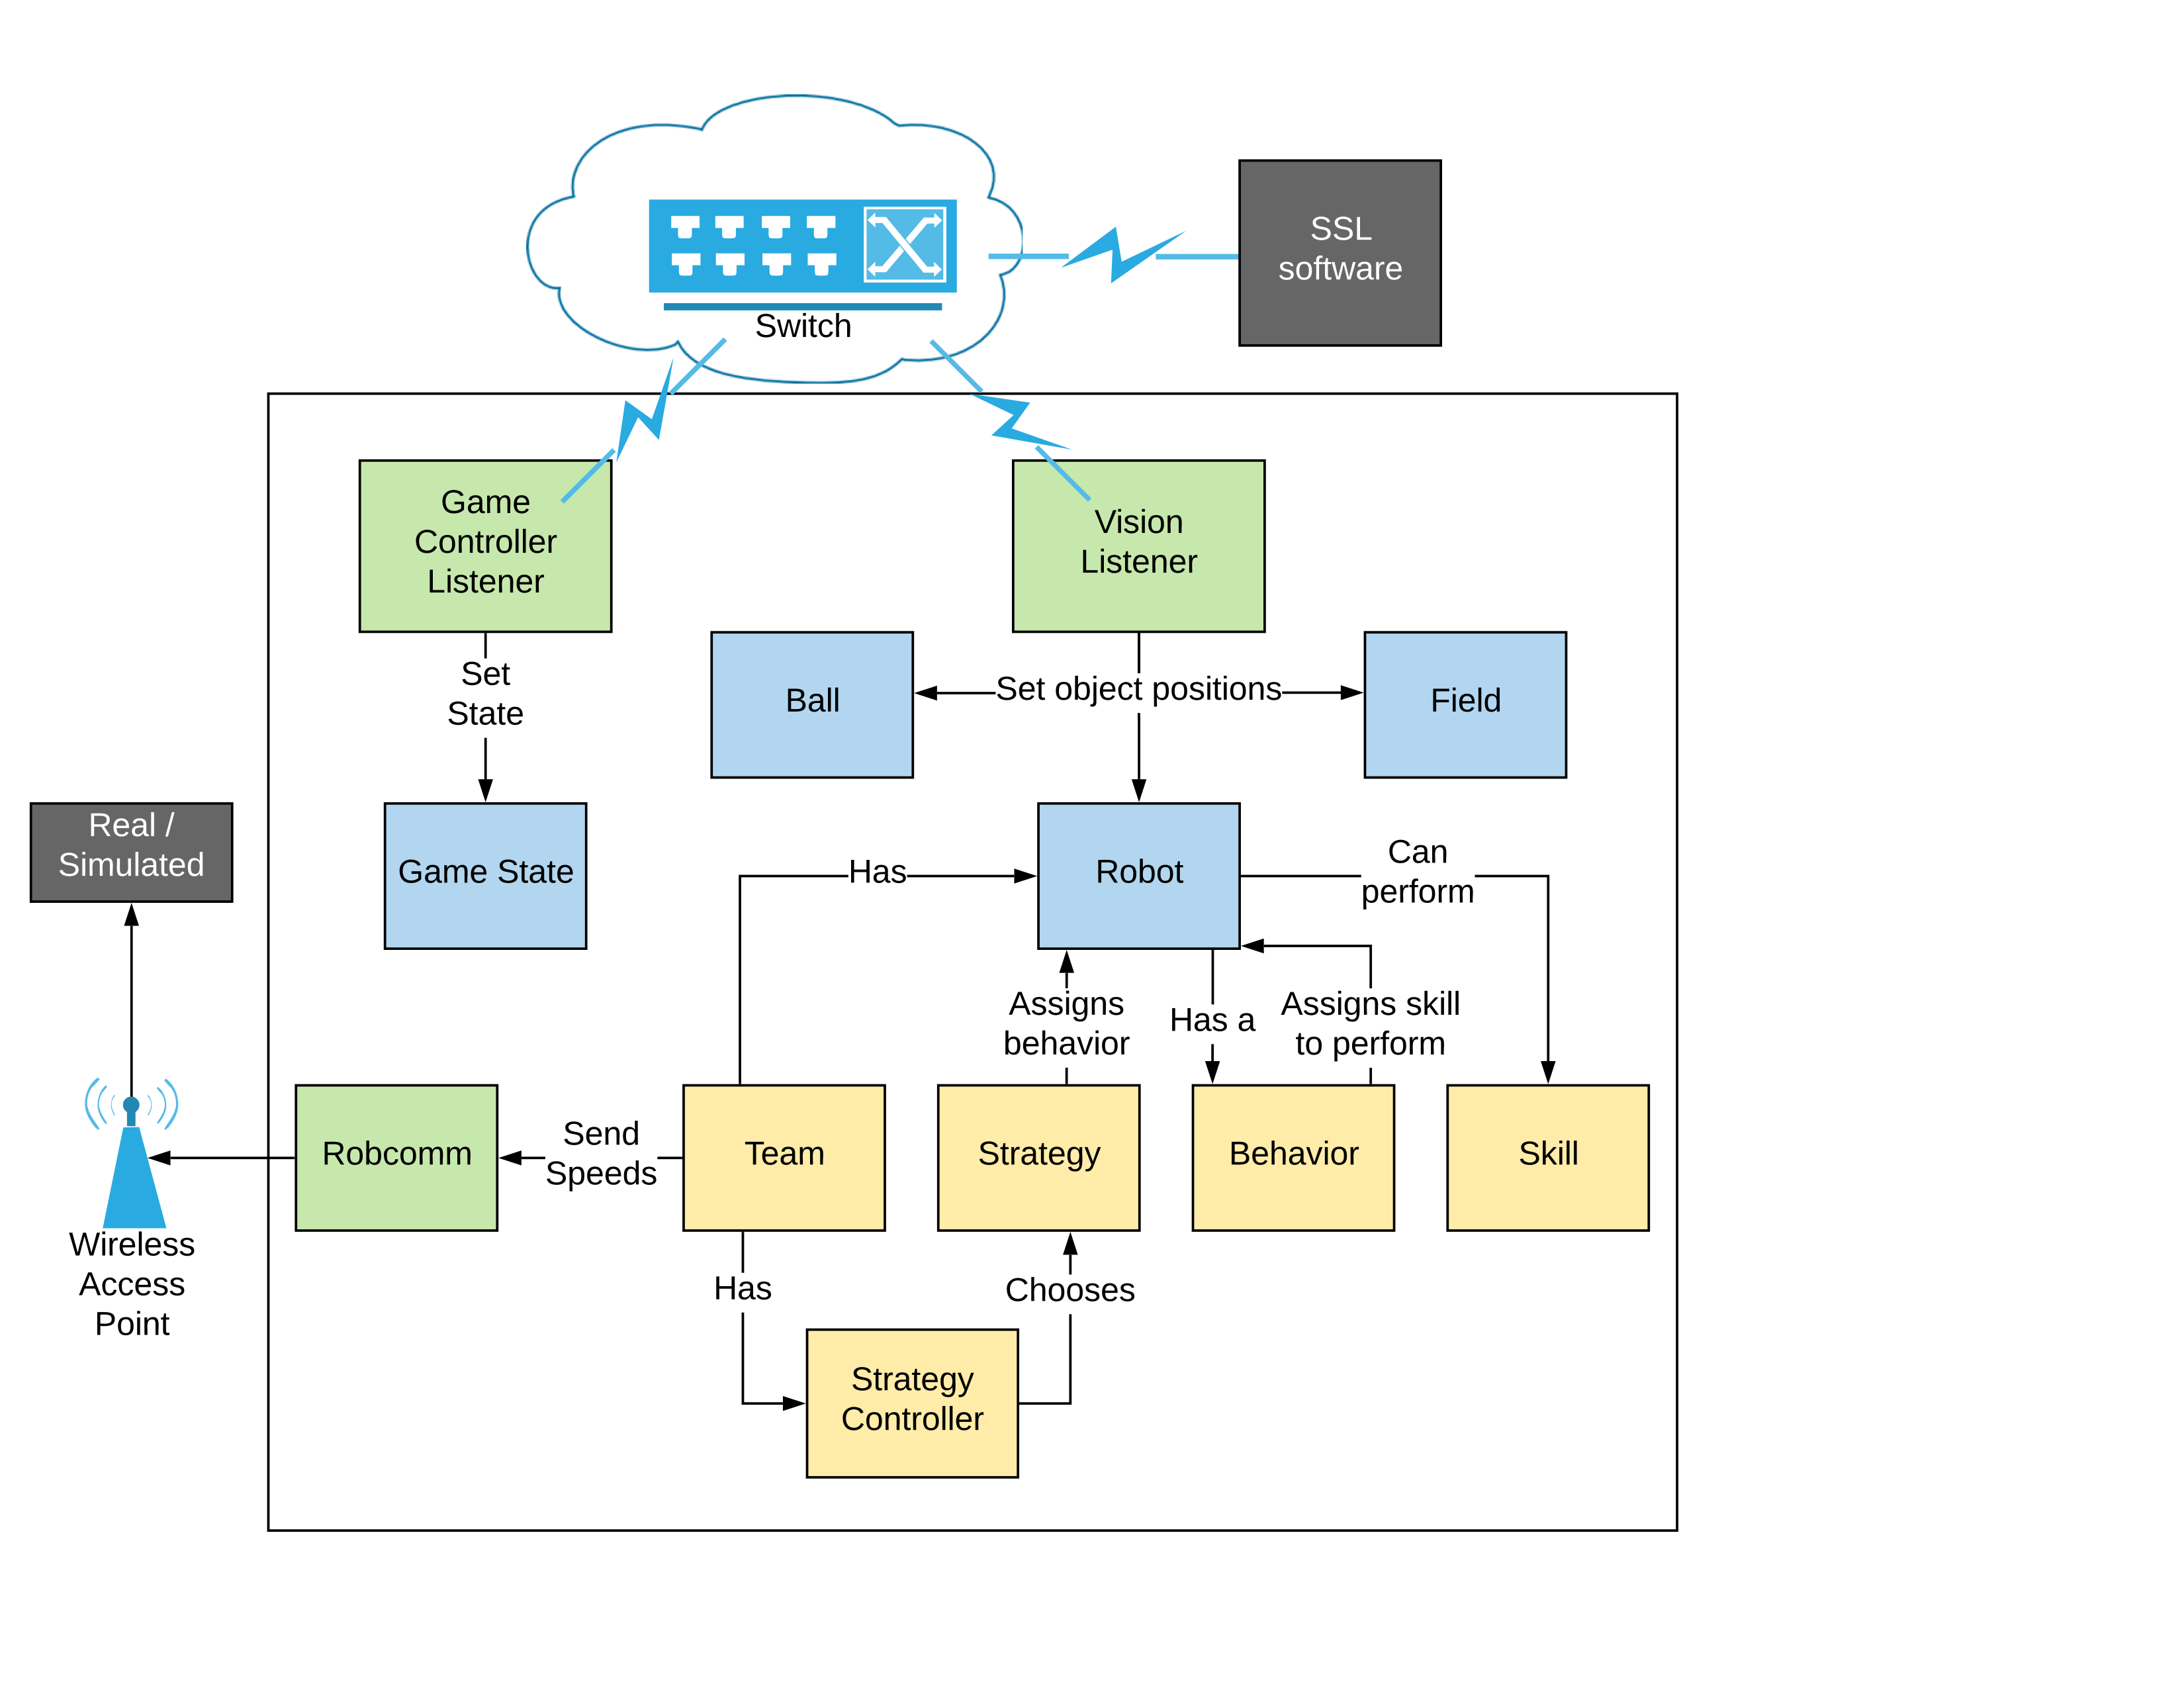 SSL
software
Switch
Game
Controller
Listener
Vision
Listener
Set
State
Ball
Set object positions
Field
Real /
Simulated
Game State
Has
Robot
Can
perform
Assigns
behavior
Has a
Assigns skill
to perform
Robcomm
Send
Speeds
Team
Strategy
Behavior
Skill
Wireless
Access
Point
Has
Chooses
Strategy
Controller